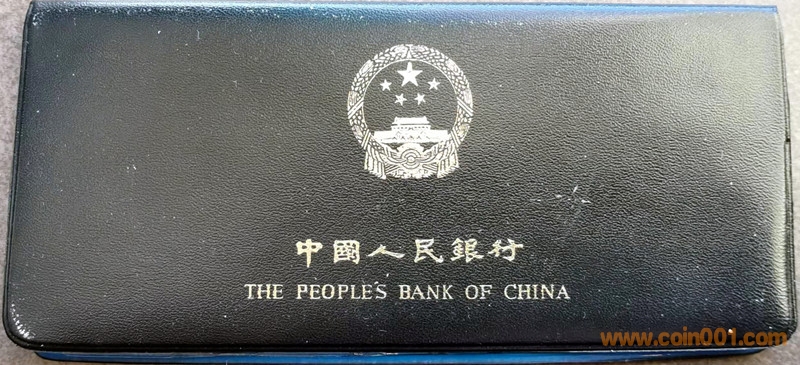 中國人民銀行
THE PEOPLE'S BANK OF CHINA
www.coin001.com